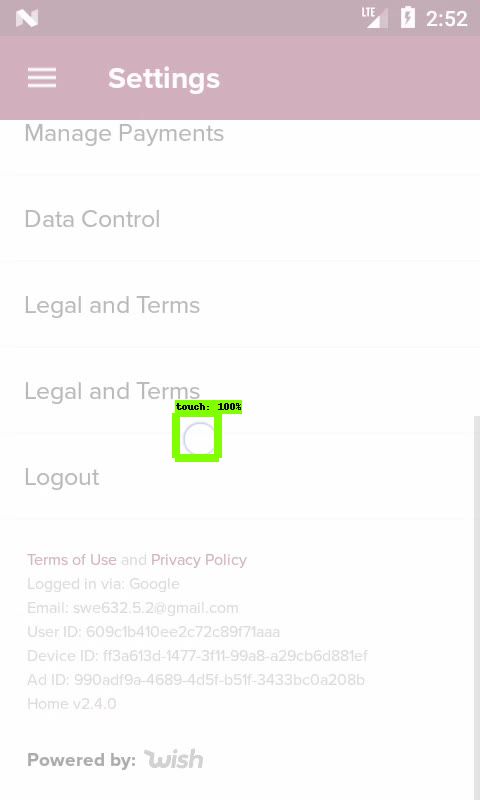 LTE 2:52
Settings
Manage Payments
Data Control
Legal and Terms
Legal and Terms
touch: 100%
Logout
Terms of Use and Privacy Policy
Logged in via: Google
Email: swe632.5.2@gmail.com
User ID: 609c1b410ee2c72c89f71aaa
Device ID: ff3a613d-1477-3f11-99a8-a29cb6d881ef
Ad ID: 990adf9a-4689-4d5f-b51f-3433bc0a208b
Home v2.4.0
Powered by: wish